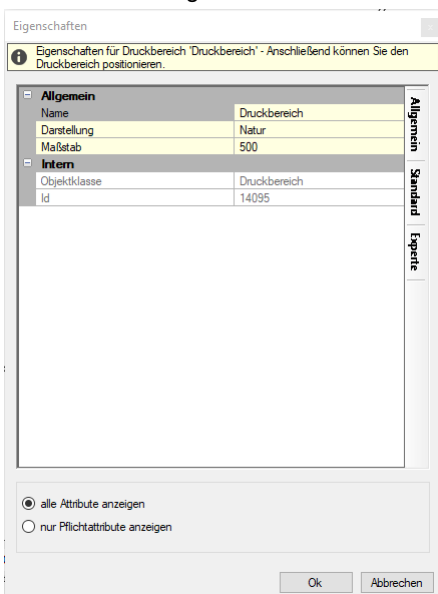 Eigenschaften
Eigenschaften für Druckbereich 'Druckbereich' - Anschließend können Sie den
Druckbereich positionieren.
Allgemein
Name Druckbereich
Darstellung Natur
Maßstab 500
Intern
Objektklasse Druckbereich
Id 14095
Allgemein
Standard
Experte
alle Attribute anzeigen
nur Pflichtattribute anzeigen
Ok Abbrechen